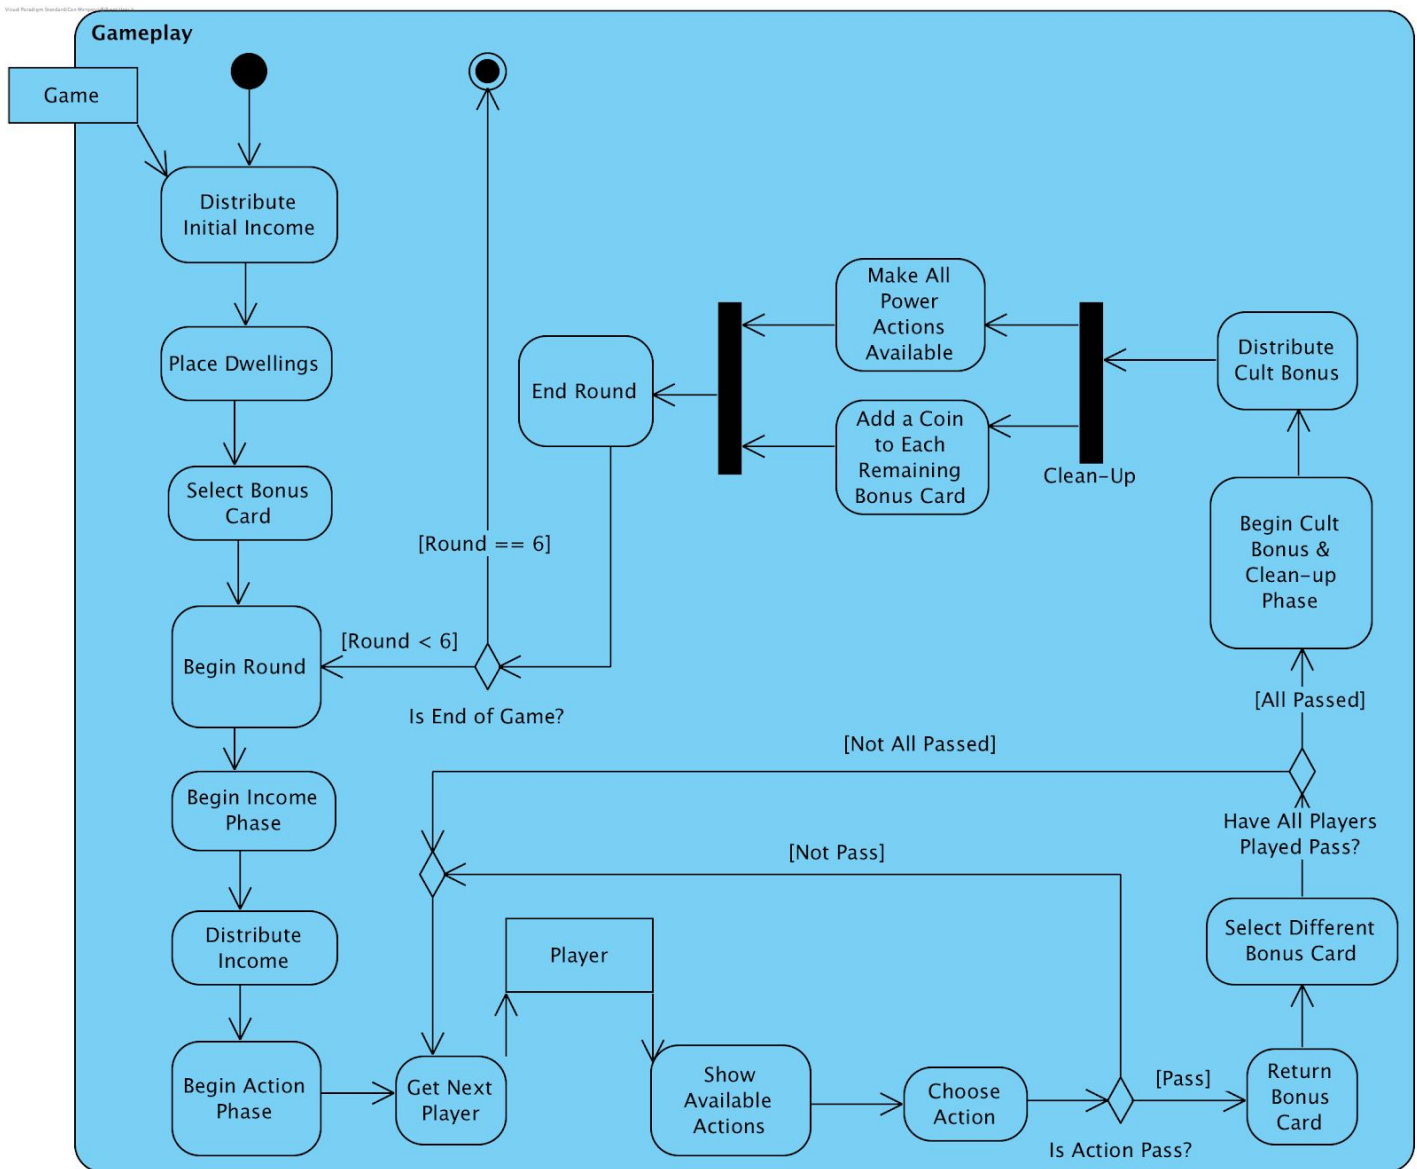 Gameplay
Game
Distribute
Initial Income
Place Dwellings
Select Bonus
Card
Begin Round
Begin Income
Phase
Distribute
Income
Begin Action
Phase
Get Next
Player
Player
Show
Available
Actions
Choose
Action
Is Action Pass?
[Not Pass]
[Pass]
Return
Bonus
Card
Select Different
Bonus Card
Have All Players
Played Pass?
[Not All Passed]
[All Passed]
Begin Cult
Bonus &
Clean-up
Phase
Distribute
Cult Bonus
Clean-Up
Make All
Power
Actions
Available
Add a Coin
to Each
Remaining
Bonus Card
End Round
Is End of Game?
[Round < 6]
[Round == 6]